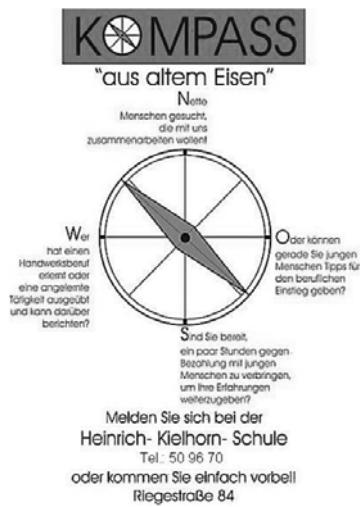 KOMPASS
"aus altem Eisen"
Nette
Menschen gesucht,
die mit uns
zusammenarbeiten wollen!
Wer
hat einen
Handwerksberuf
erlernt oder
eine angelernte
Tätigkeit ausgeübt
und kann darüber
berichten?
Oder können
gerade Sie jungen
Menschen Tipps für
den beruflichen
Einstieg geben?
Sind Sie bereit,
ein paar Stunden gegen
Bezahlung mit jungen
Menschen zu verbringen,
um Ihre Erfahrungen
weiterzugeben?
Melden Sie sich bei der
Heinrich- Kielhorn- Schule
Tel.: 50 96 70
oder kommen Sie einfach vorbei!
Riegestraße 84